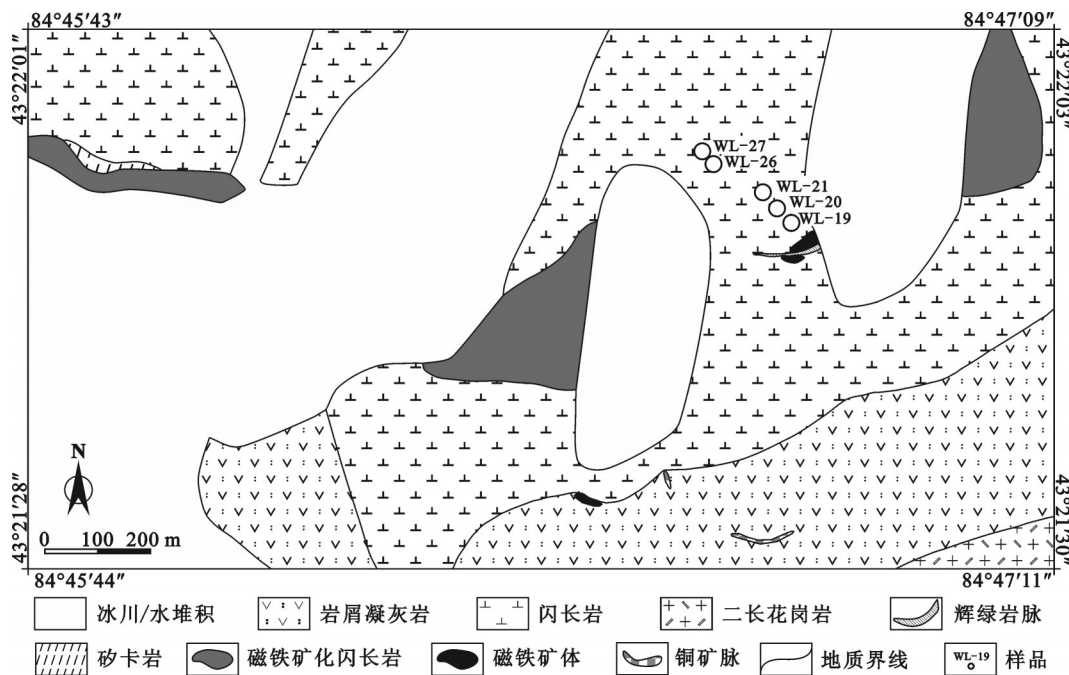 84°45′43″ 84°47′09″
43°22′01″
43°22′03″
WL-27
WL-26
WL-21
WL-20
WL-19
N
0 100 200 m
43°21′28″
43°21′30″
84°45′44″ 84°47′11″
冰川/水堆积 岩屑凝灰岩 闪长岩 二长花岗岩 辉绿岩脉
矽卡岩 磁铁矿化闪长岩 磁铁矿体 铜矿脉 地质界线 WL-19 样品